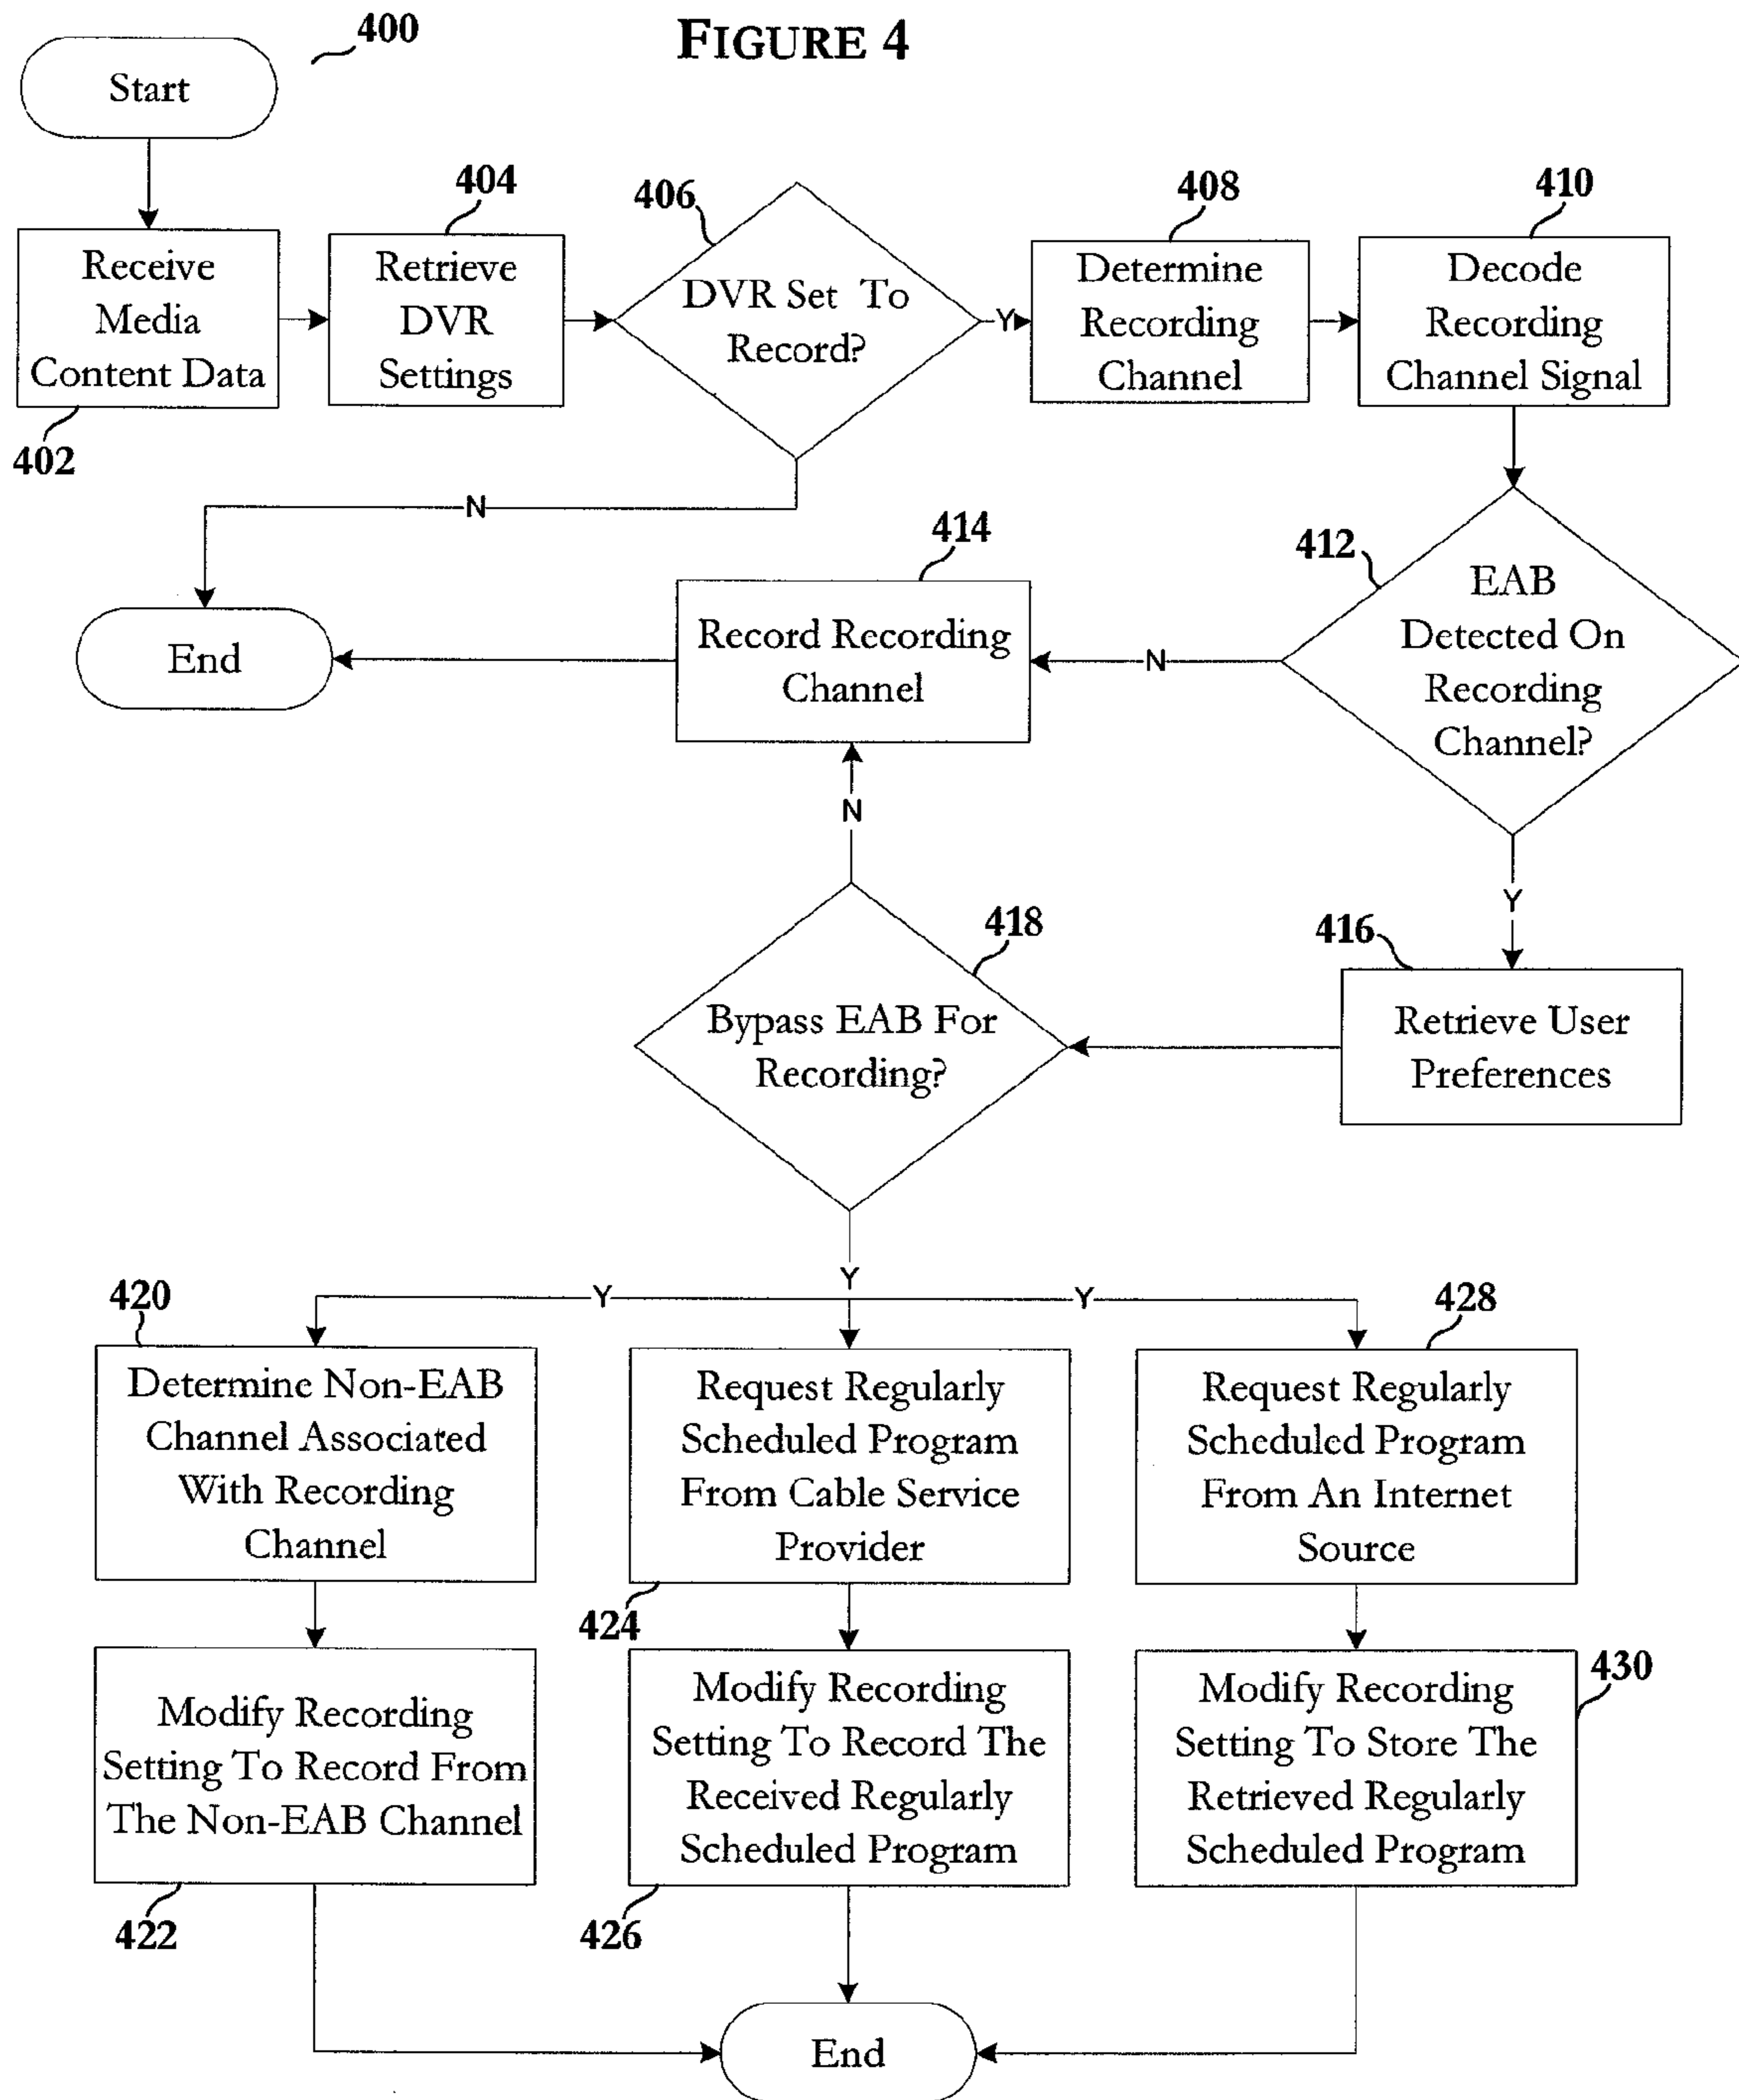 FIGURE 4
400
Start
404
406
408
410
Receive
Media
Content Data
402
Retrieve
DVR
Settings
DVR Set To
Record?
Y
Determine
Recording
Channel
Decode
Recording
Channel Signal
N
414
412
EAB
Detected On
Recording
Channel?
End
Record Recording
Channel
N
N
Y
418
416
Bypass EAB For
Recording?
Retrieve User
Preferences
Y
Y
Y
420
428
Determine Non-EAB
Channel Associated
With Recording
Channel
Request Regularly
Scheduled Program
From Cable Service
Provider
424
Request Regularly
Scheduled Program
From An Internet
Source
Modify Recording
Setting To Record From
The Non-EAB Channel
422
Modify Recording
Setting To Record The
Received Regularly
Scheduled Program
426
Modify Recording
Setting To Store The
Retrieved Regularly
Scheduled Program
430
End